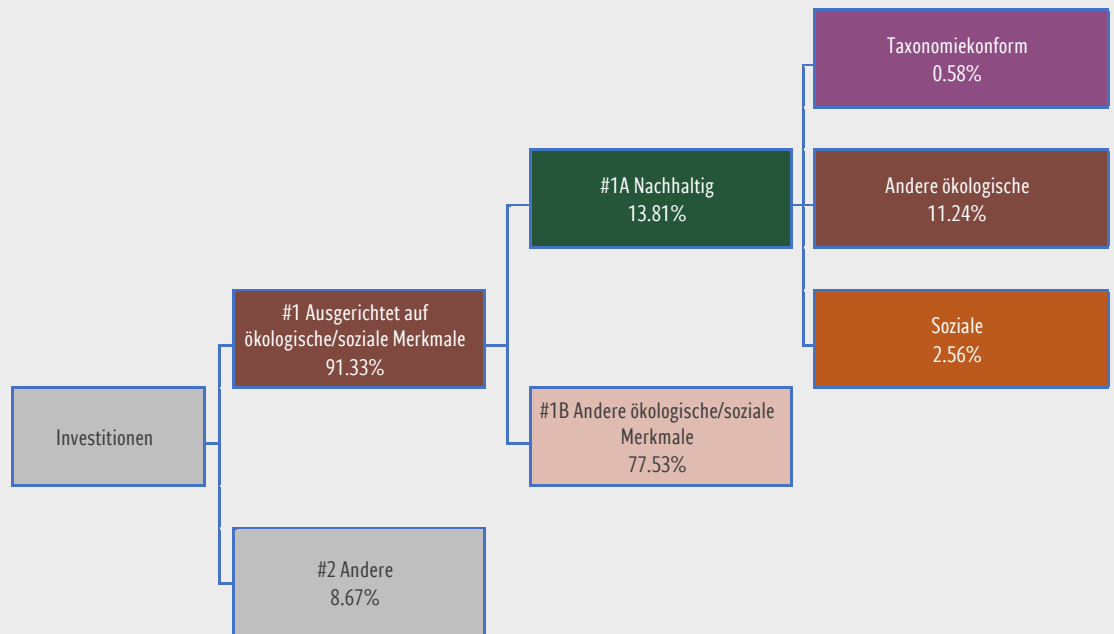 Taxonomiekonform
0.58%
#1A Nachhaltig
13.81%
Andere ökologische
11.24%
#1 Ausgerichtet auf
ökologische/soziale Merkmale
91.33%
Soziale
2.56%
Investitionen
#1B Andere ökologische/soziale
Merkmale
77.53%
#2 Andere
8.67%